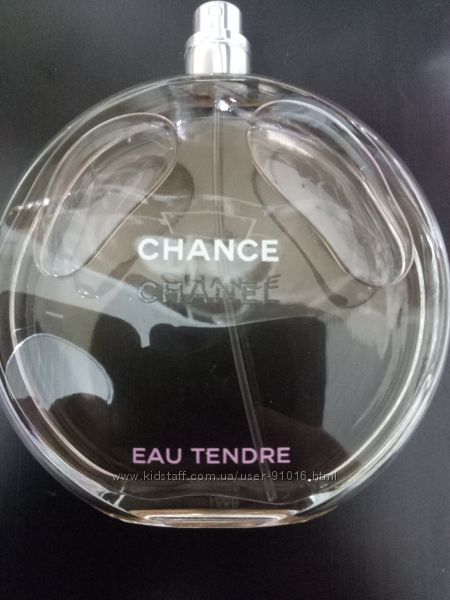 CHANCE
CHANEL
EAU TENDRE
www.kidstaff.com.ua/user-91016.html